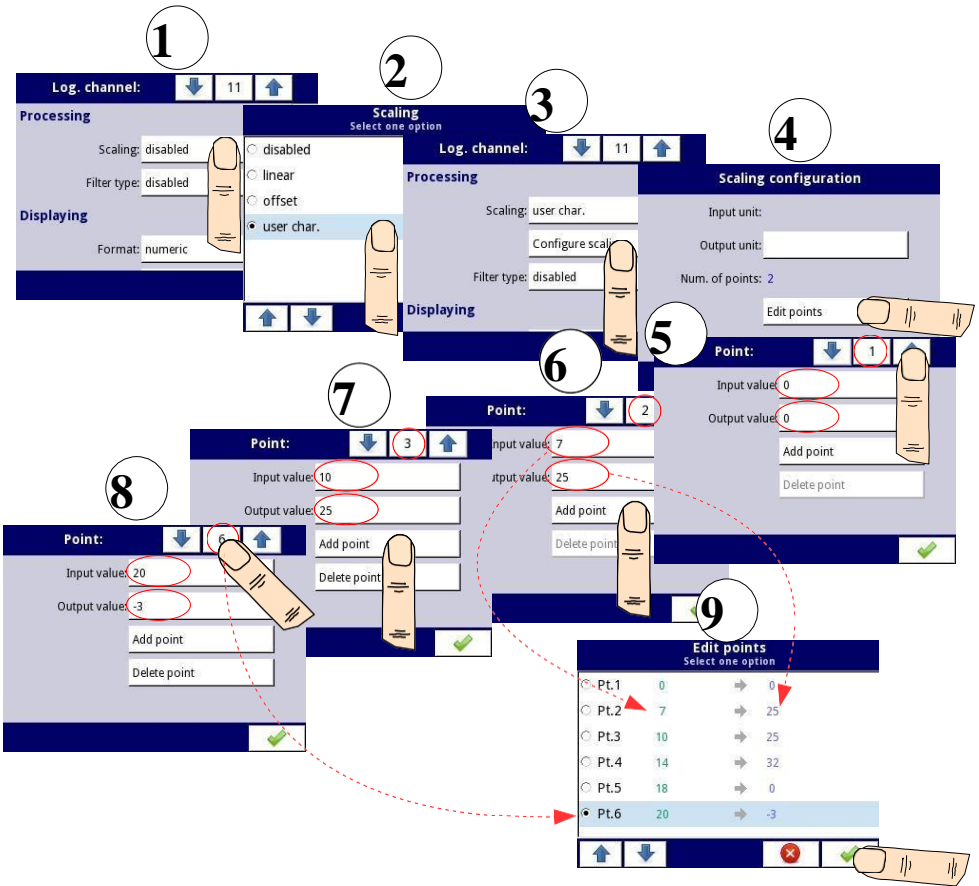 1
Log. channel: 11
Processing
Scaling: disabled
Filter type: disabled
Displaying
Format: numeric
2
Scaling
Select one option
disabled
linear
offset
user char.
3
Log. channel: 11
Processing
Scaling: user char.
Configure
Filter type: disabled
Displaying
4
Scaling configuration
Input unit:
Output unit:
Num. of points: 2
Edit points
5
Point: 1
Input value: 0
Output value: 0
Add point
Delete point
6
Point: 2
value: 7
value: 25
Add point
Delete point
7
Point: 3
Input value: 10
Output value: 25
Add point
Delete point
8
Point: 6
Input value: 20
Output value: -3
Add point
Delete point
9
Edit points
Select one option
Pt.1 0 0
Pt.2 7 25
Pt.3 10 25
Pt.4 14 32
Pt.5 18 0
Pt.6 20 -3